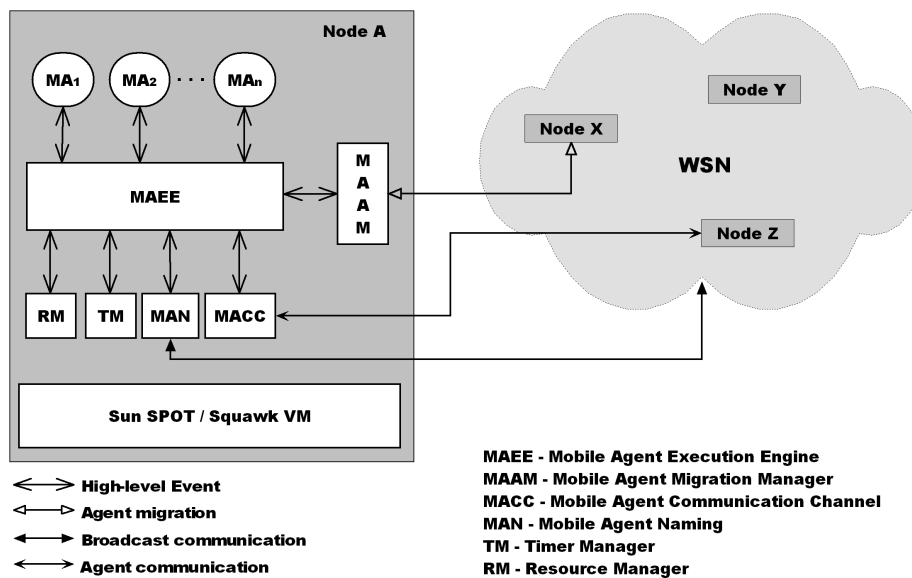 Node A
MA1
MA2
. . .
MAn
M
A
A
M
MAEE
RM
TM
MAN
MACC
Sun SPOT / Squawk VM
Node X
Node Y
WSN
Node Z
High-level Event
Agent migration
Broadcast communication
Agent communication
MAEE - Mobile Agent Execution Engine
MAAM - Mobile Agent Migration Manager
MACC - Mobile Agent Communication Channel
MAN - Mobile Agent Naming
TM - Timer Manager
RM - Resource Manager